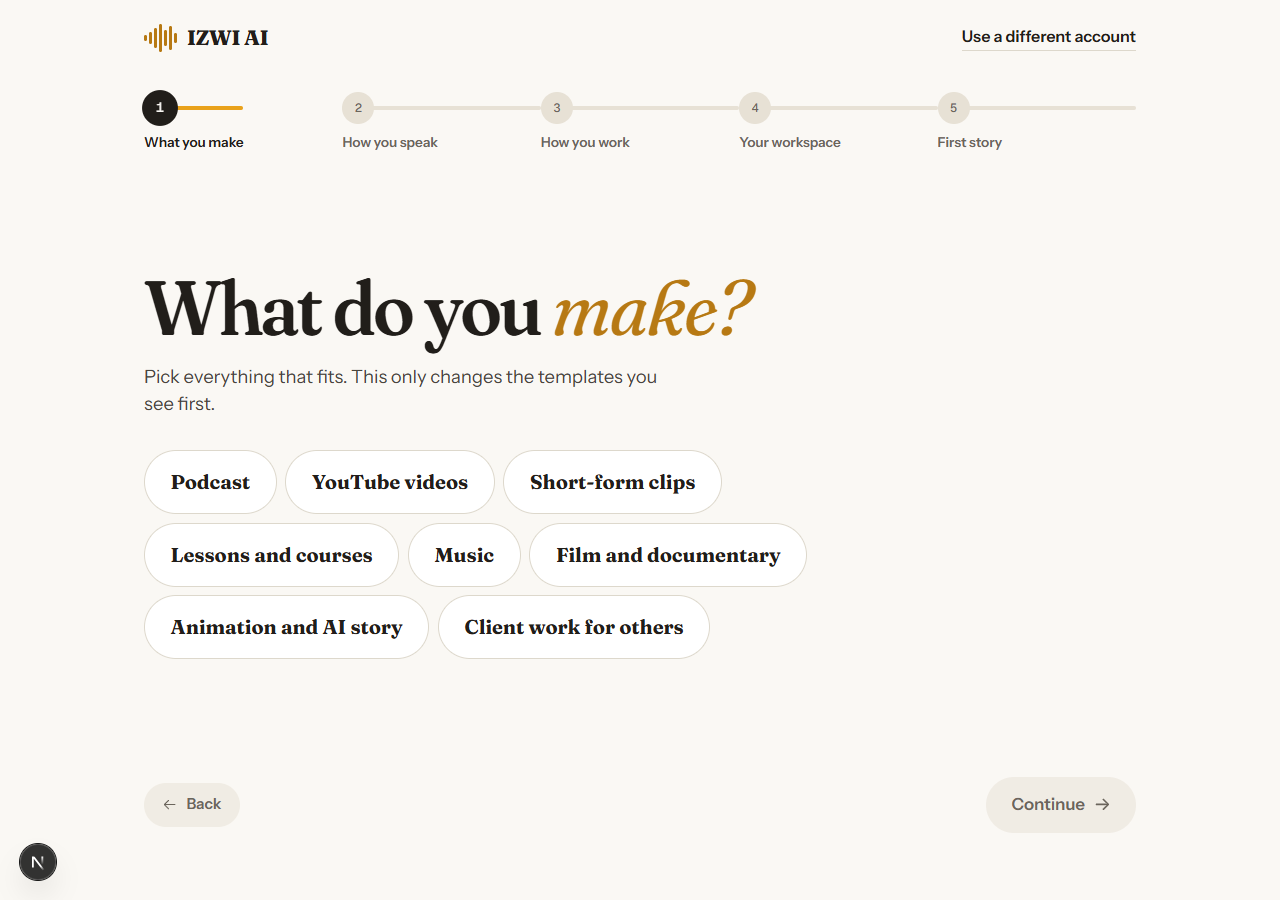 IZWI AI
Use a different account
1
2
3
4
5
What you make
How you speak
How you work
Your workspace
First story
What do you make?
Pick everything that fits. This only changes the templates you
see first.
Podcast
YouTube videos
Short-form clips
Lessons and courses
Music
Film and documentary
Animation and AI story
Client work for others
← Back
Continue →
N